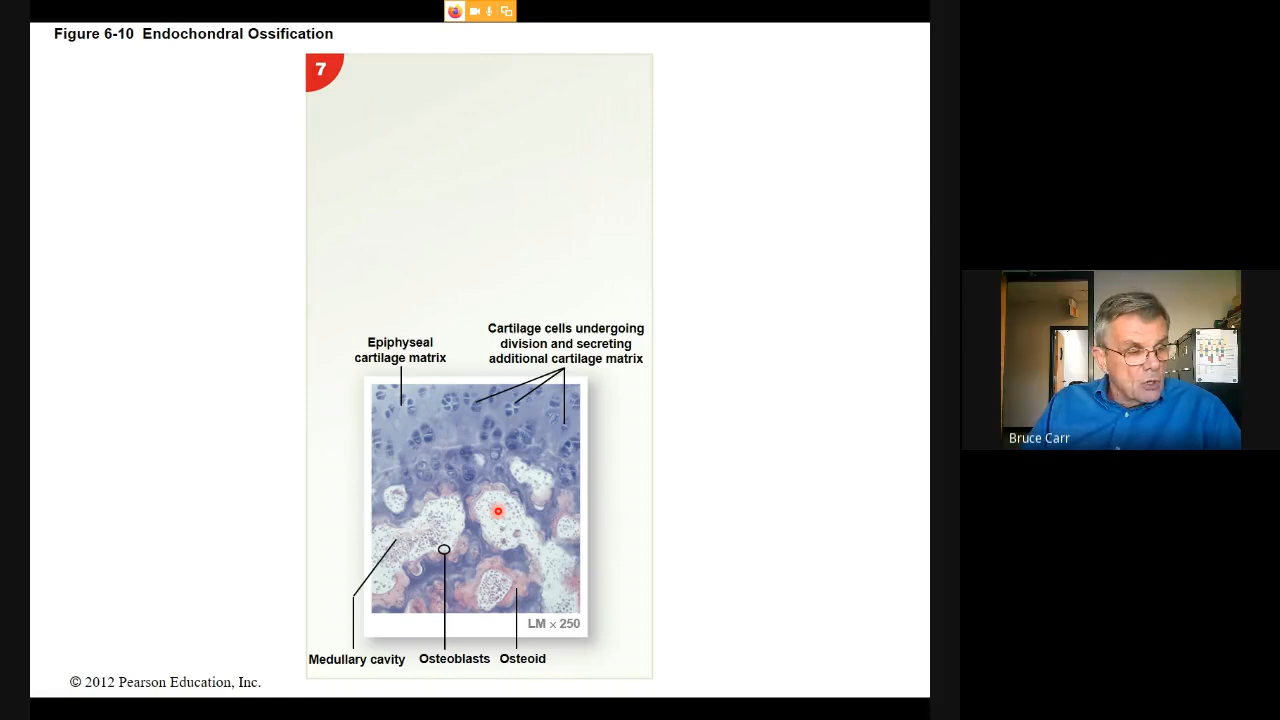 Figure 6-10 Endochondral Ossification
7
Epiphyseal
cartilage matrix
Cartilage cells undergoing
division and secreting
additional cartilage matrix
LM × 250
Medullary cavity
Osteoblasts
Osteoid
© 2012 Pearson Education, Inc.
Bruce Carr